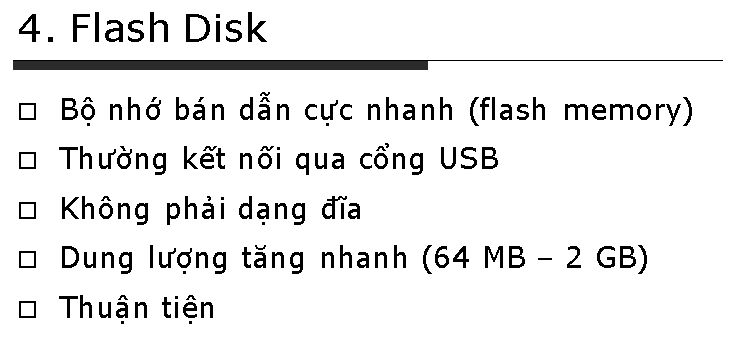 4. Flash Disk
Bộ nhớ bán dẫn cực nhanh (flash memory)
Thường kết nối qua cổng USB
Không phải dạng đĩa
Dung lượng tăng nhanh (64 MB – 2 GB)
Thuận tiện